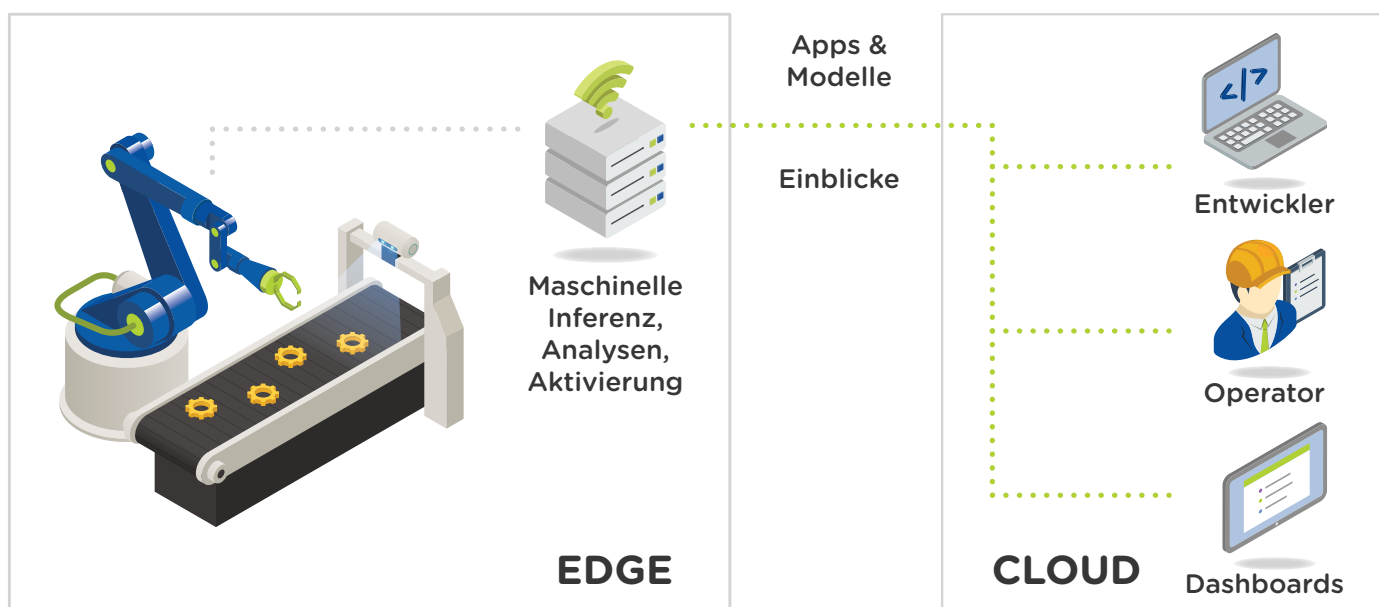 Maschinelle
Inferenz,
Analysen,
Aktivierung
EDGE
Apps &
Modelle
Einblicke
</>
Entwickler
Operator
Dashboards
CLOUD